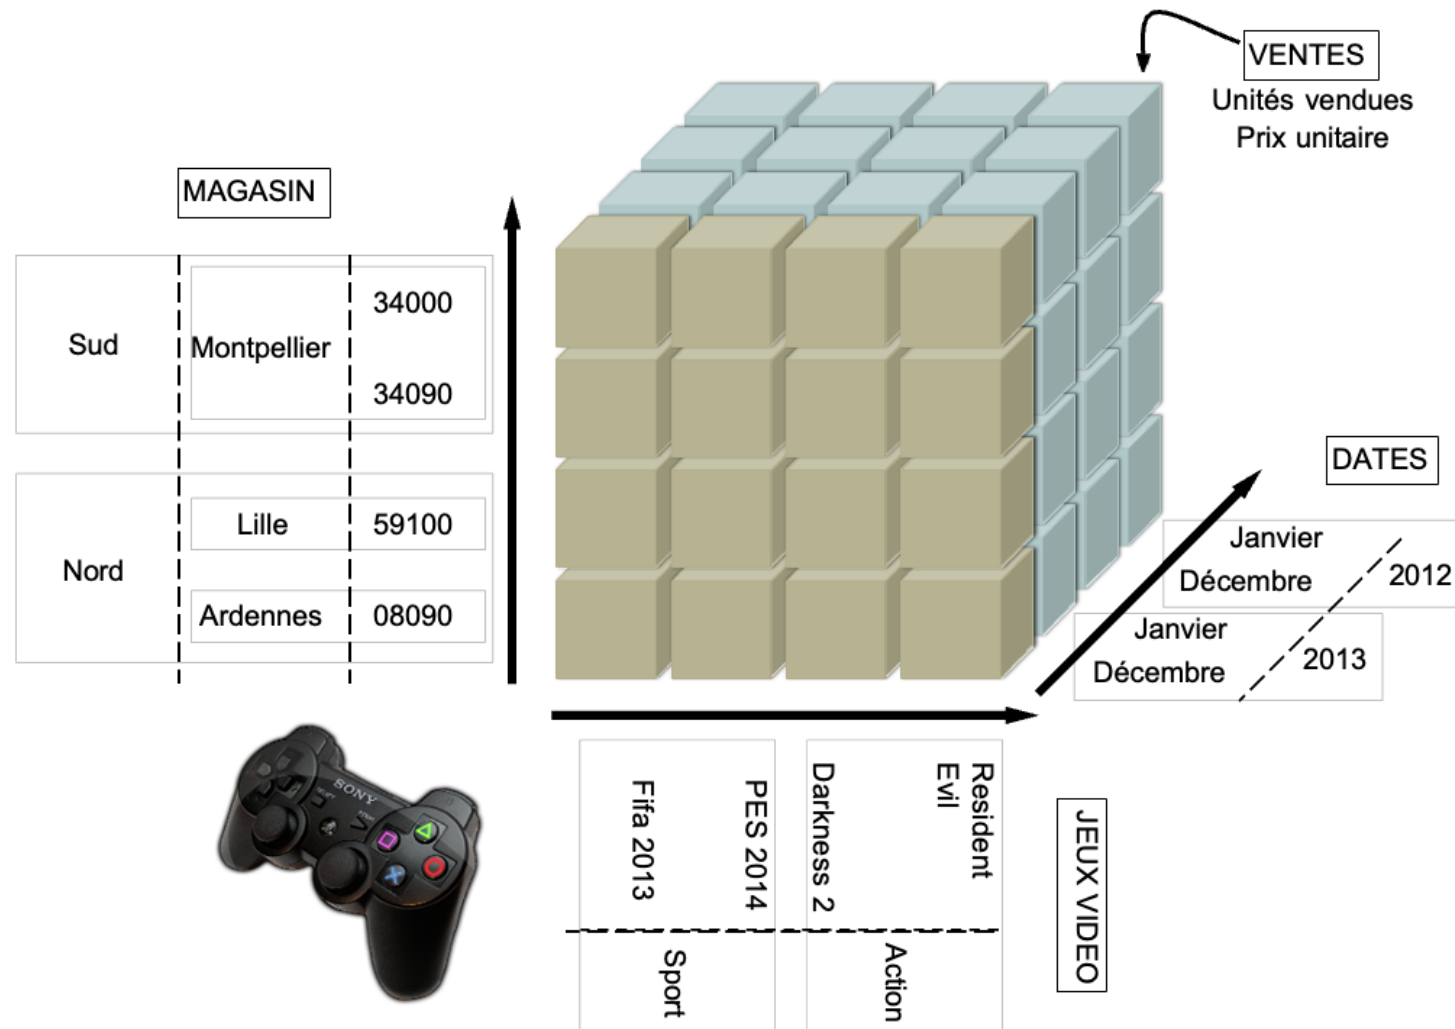 VENTES
Unités vendues
Prix unitaire
MAGASIN
Sud
Montpellier
34000
34090
Nord
Lille
59100
Ardennes
08090
DATES
Janvier
Décembre
2012
Janvier
Décembre
2013
Fifa 2013
PES 2014
Darkness 2
Resident
Evil
Sport
Action
JEUX VIDEO
SONY